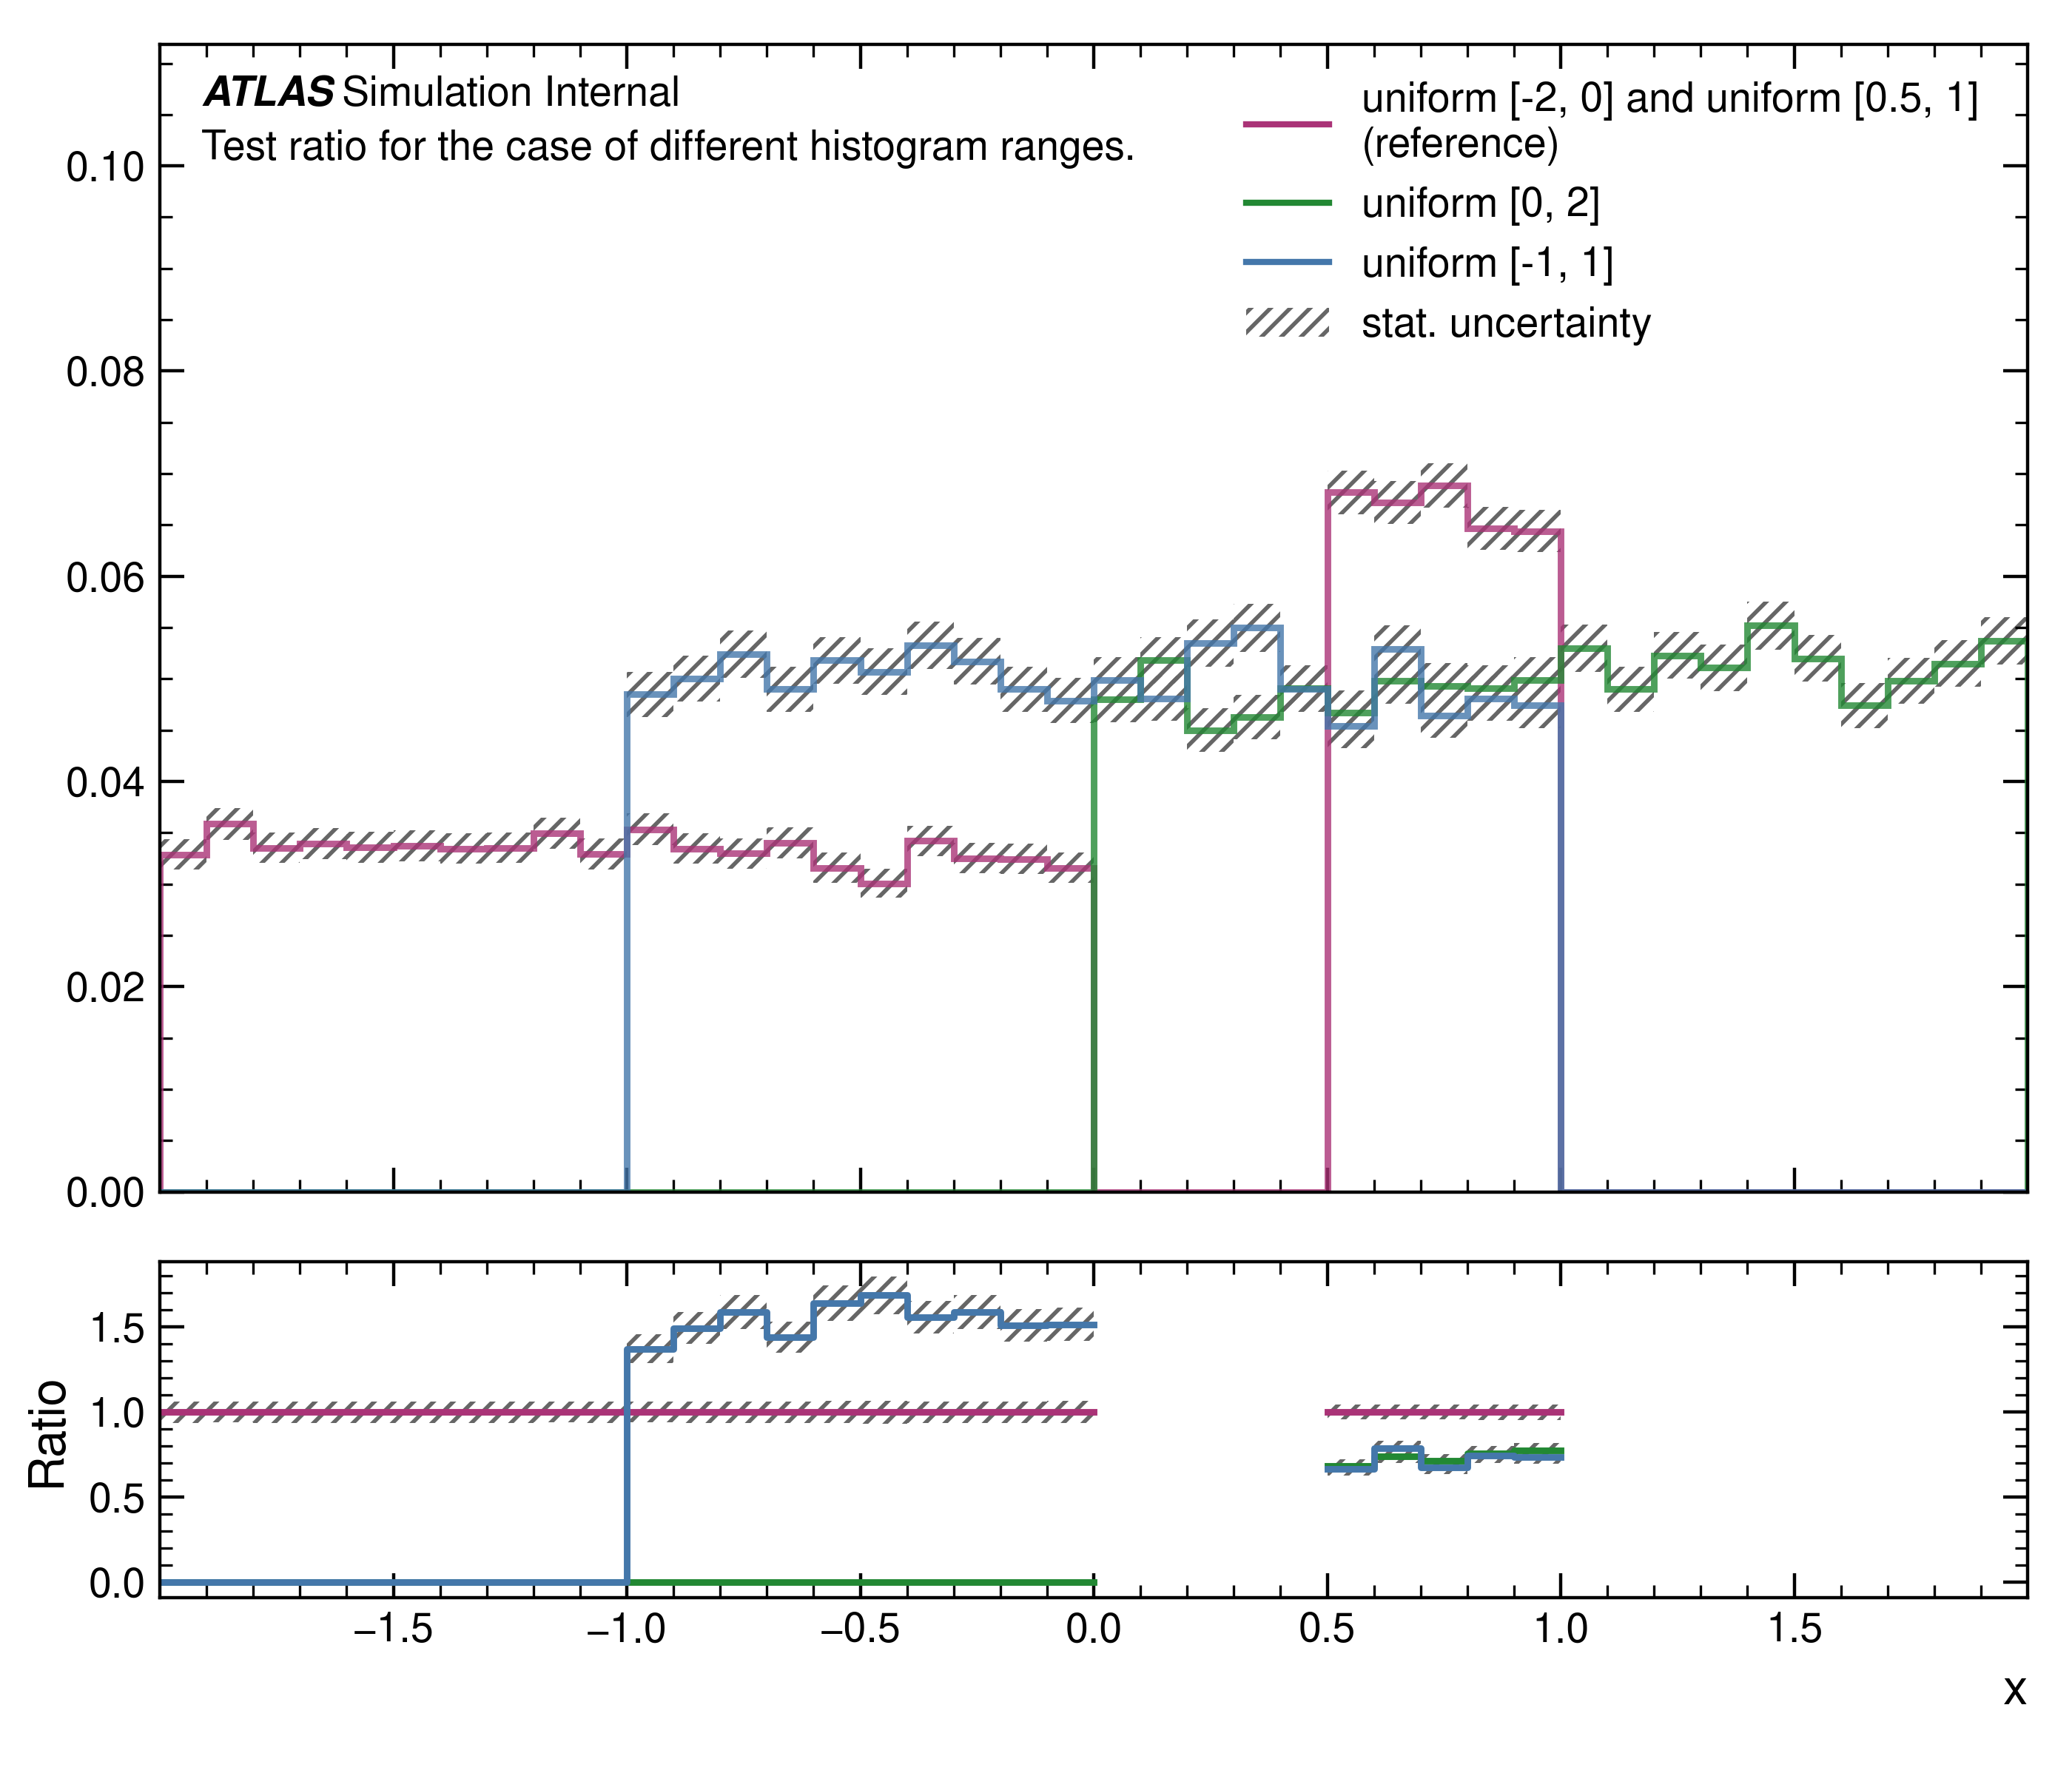 ATLAS Simulation Internal
Test ratio for the case of different histogram ranges.
uniform [-2, 0] and uniform [0.5, 1]
(reference)
uniform [0, 2]
uniform [-1, 1]
stat. uncertainty
0.10
0.08
0.06
0.04
0.02
0.00
Ratio
1.5
1.0
0.5
0.0
−1.5 −1.0 −0.5 0.0 0.5 1.0 1.5
x